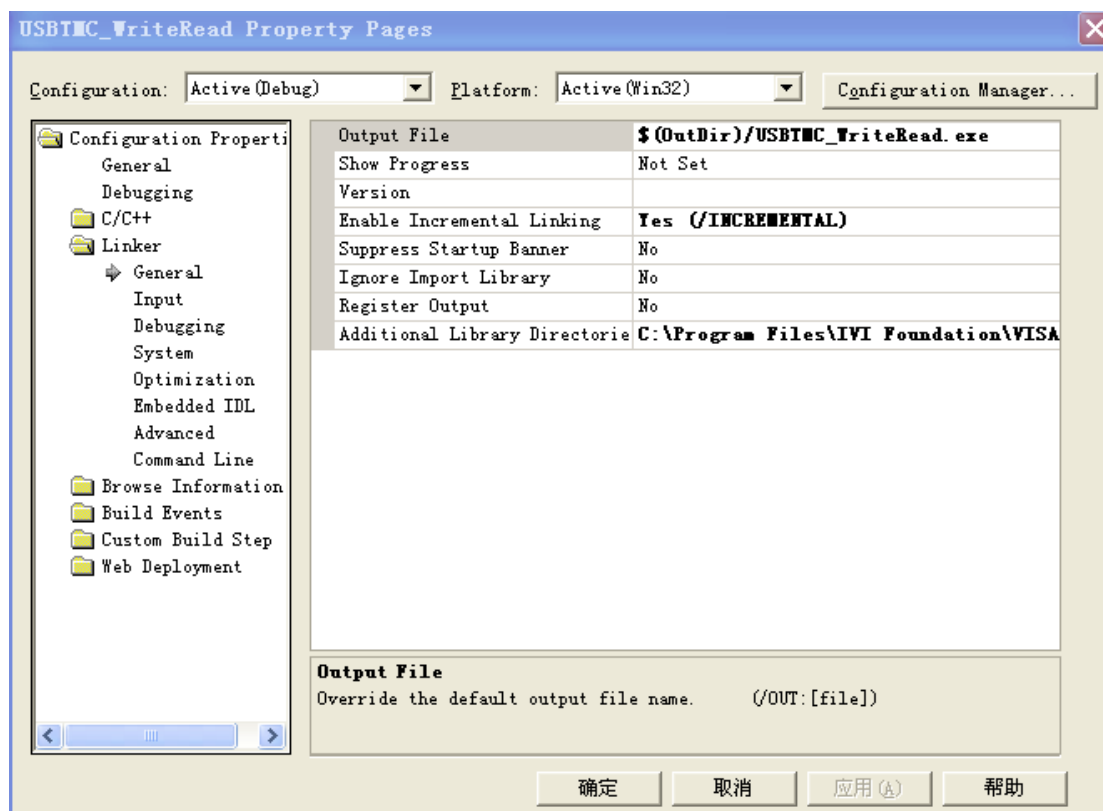 USBTMC_WriteRead Property Pages
Configuration: Active(Debug) Platform: Active(Win32) Configuration Manager...
Configuration Properti
General
Debugging
C/C++
Linker
General
Input
Debugging
System
Optimization
Embedded IDL
Advanced
Command Line
Browse Information
Build Events
Custom Build Step
Web Deployment
Output File $(OutDir)/USBTMC_WriteRead.exe
Show Progress Not Set
Version
Enable Incremental Linking Yes (/INCREMENTAL)
Suppress Startup Banner No
Ignore Import Library No
Register Output No
Additional Library Directorie C:\Program Files\IVI Foundation\VISA
Output File
Override the default output file name. (/OUT:[file])
确定 取消 应用(A) 帮助